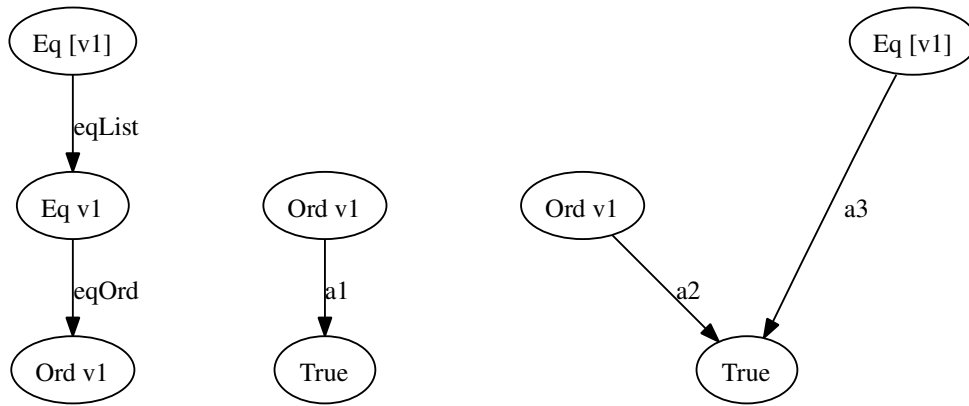 Eq [v1]
Eq [v1]
eqList
Eq v1
Ord v1
Ord v1
a3
eqOrd
a1
a2
Ord v1
True
True